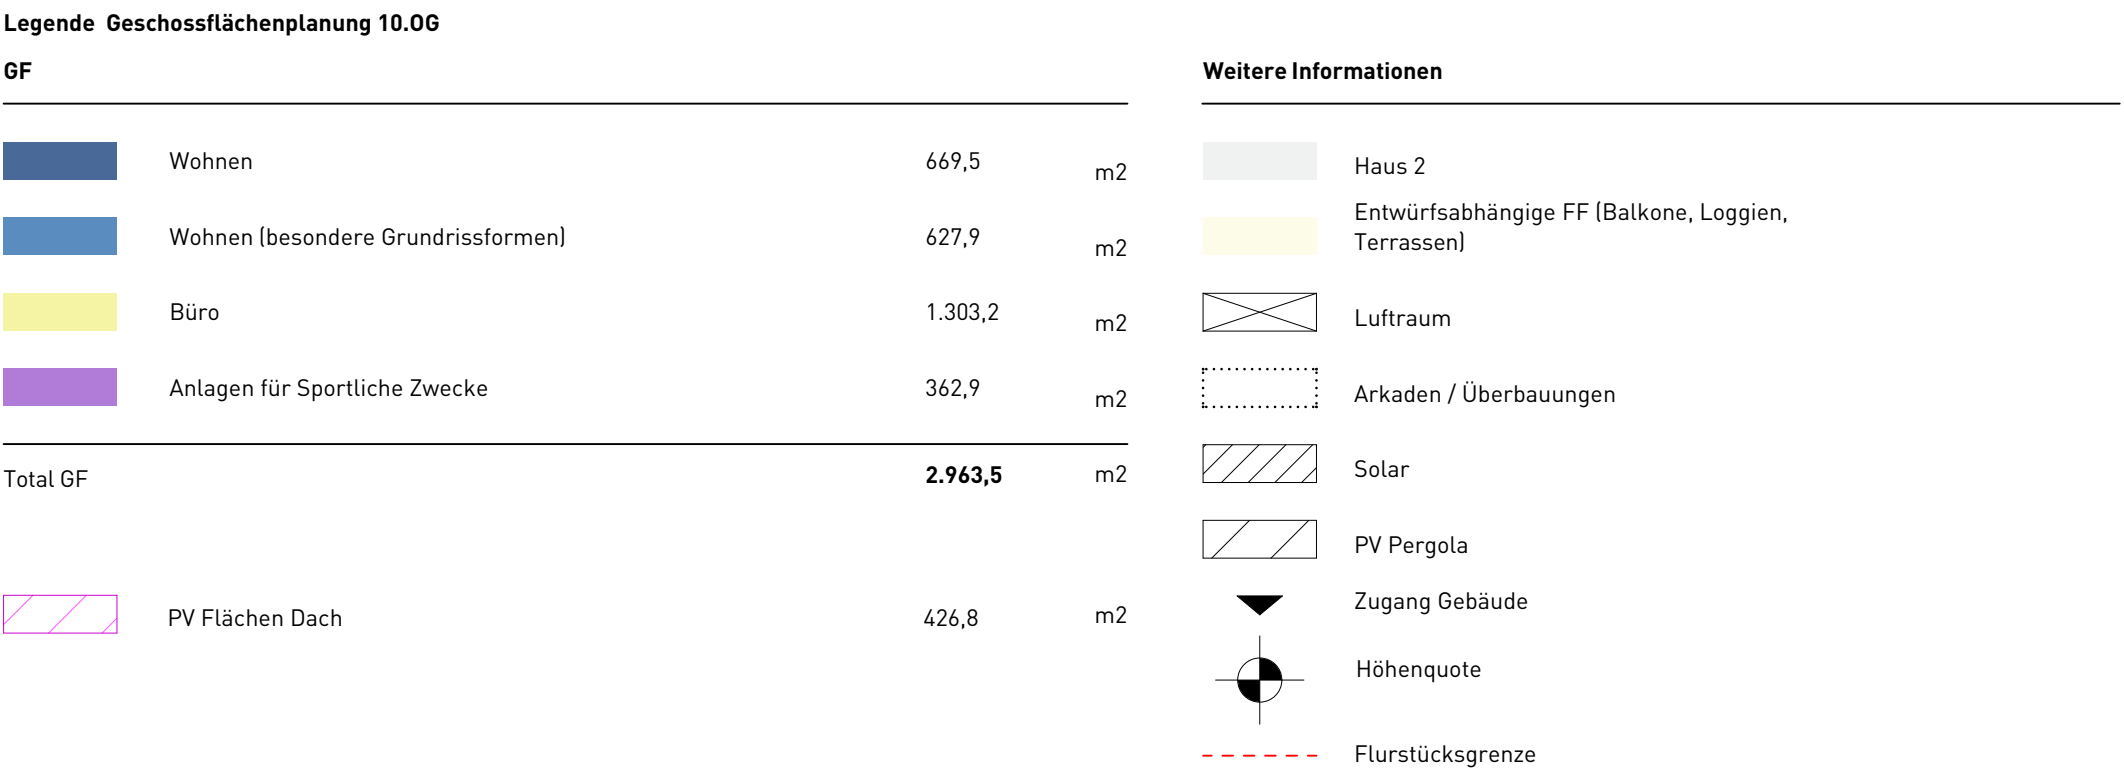 Legende Geschossflächenplanung 10.OG
GF
Wohnen 669,5 m2
Wohnen (besondere Grundrissformen) 627,9 m2
Büro 1.303,2 m2
Anlagen für Sportliche Zwecke 362,9 m2
Total GF 2.963,5 m2
PV Flächen Dach 426,8 m2
Weitere Informationen
Haus 2
Entwürfsabhängige FF (Balkone, Loggien,
Terrassen)
Luftraum
Arkaden / Überbauungen
Solar
PV Pergola
Zugang Gebäude
Höhenquote
Flurstücksgrenze